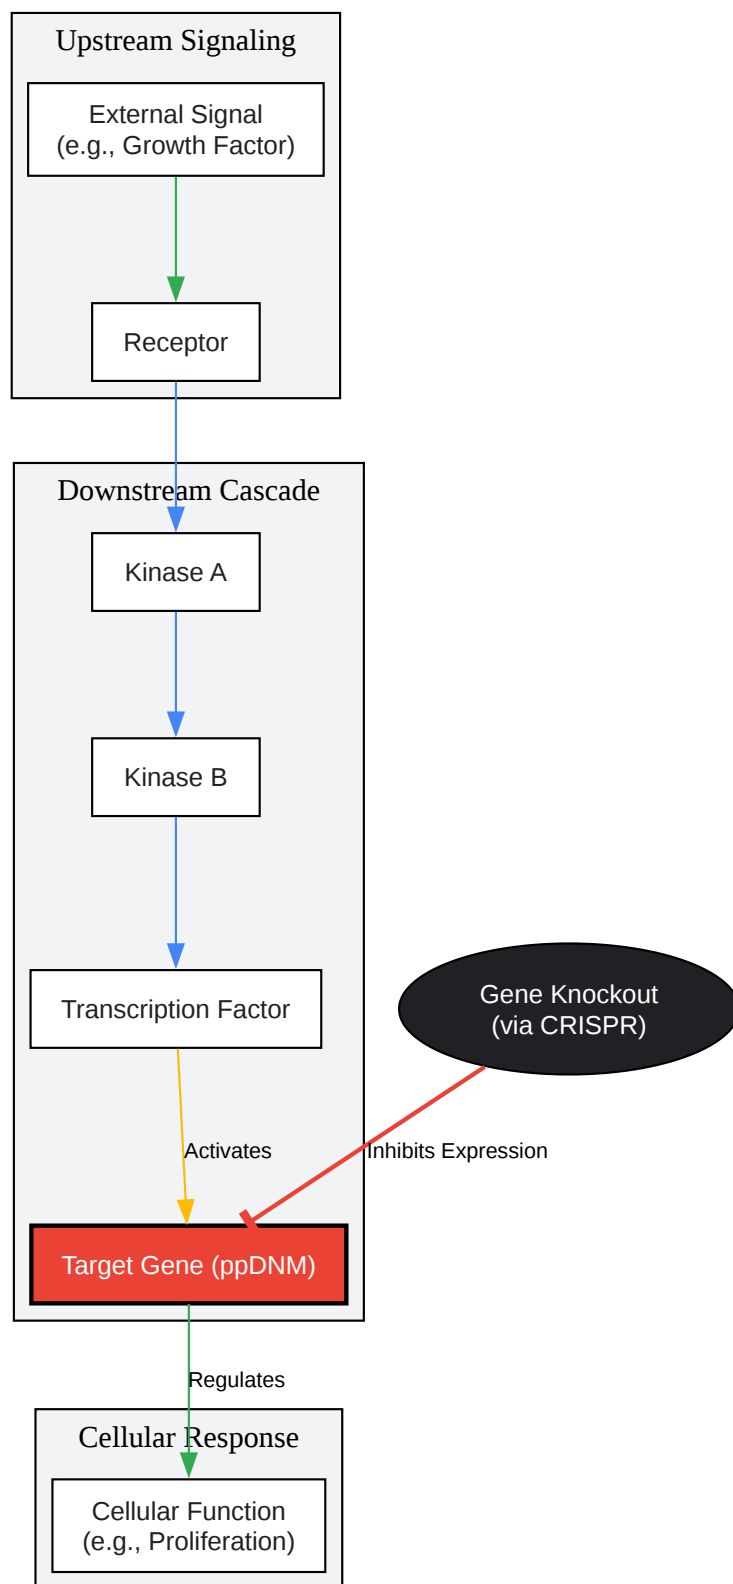 Upstream Signaling
External Signal
(e.g., Growth Factor)
Receptor
Downstream Cascade
Kinase A
Kinase B
Transcription Factor
Gene Knockout
(via CRISPR)
Activates
Inhibits Expression
Target Gene (ppDNM)
Regulates
Cellular Response
Cellular Function
(e.g., Proliferation)